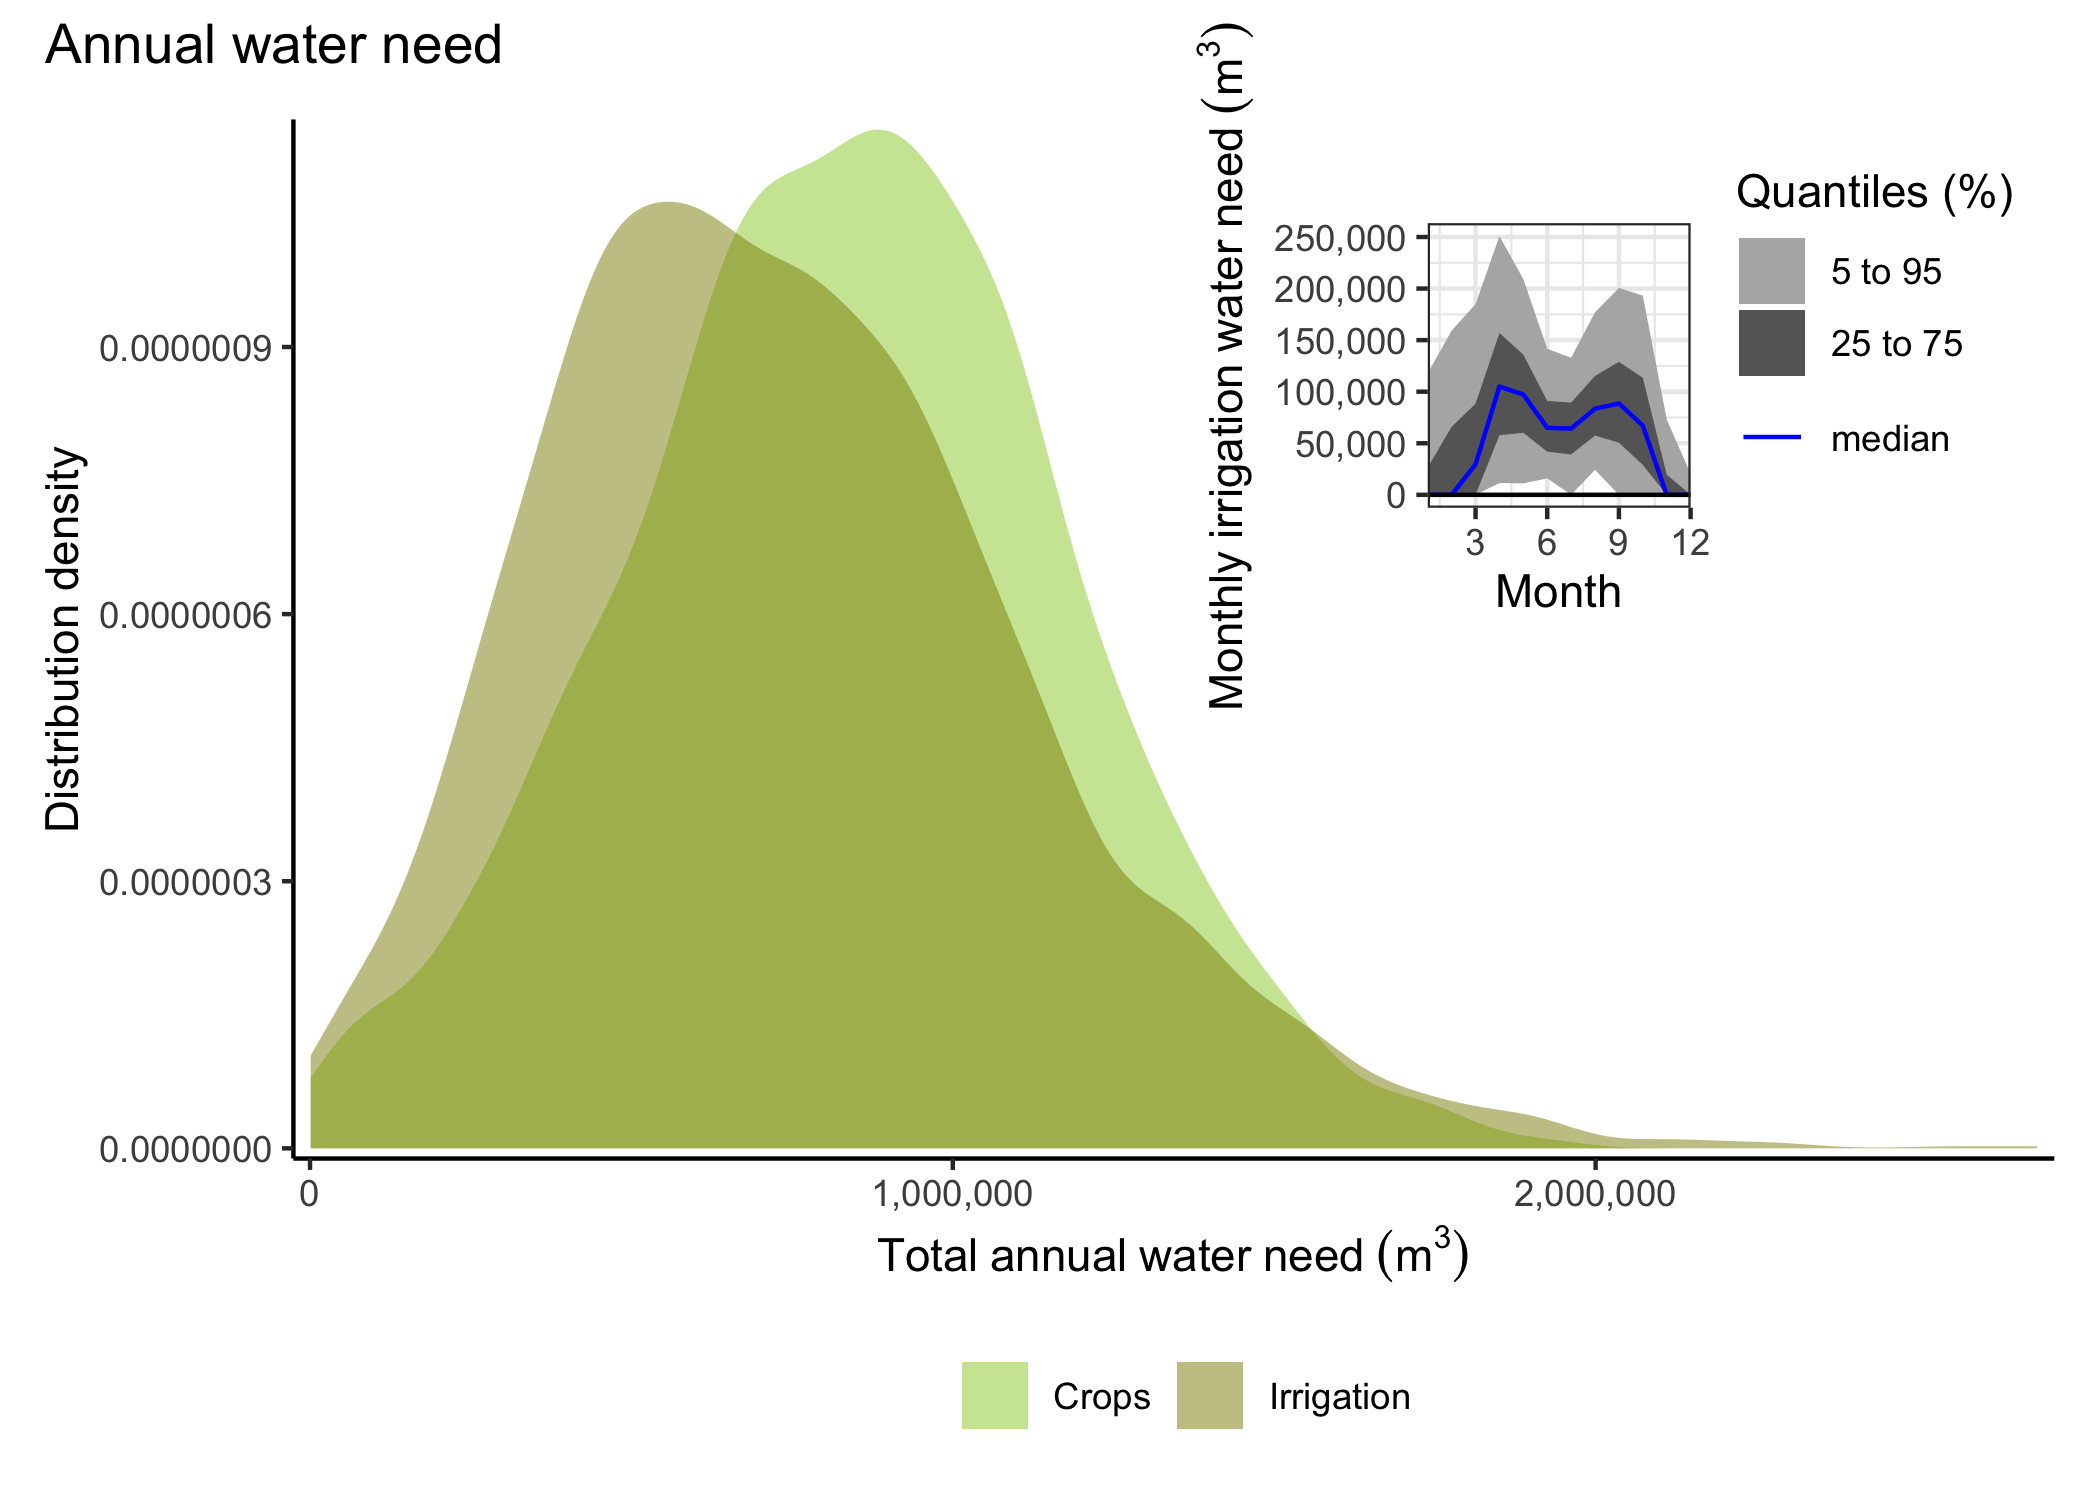 Annual water need
Distribution density
0.0000009
0.0000006
0.0000003
0.0000000
0
1,000,000
2,000,000
Total annual water need (m³)
Crops
Irrigation
Monthly irrigation water need (m³)
250,000
200,000
150,000
100,000
50,000
0
3
6
9
12
Month
Quantiles (%)
5 to 95
25 to 75
median